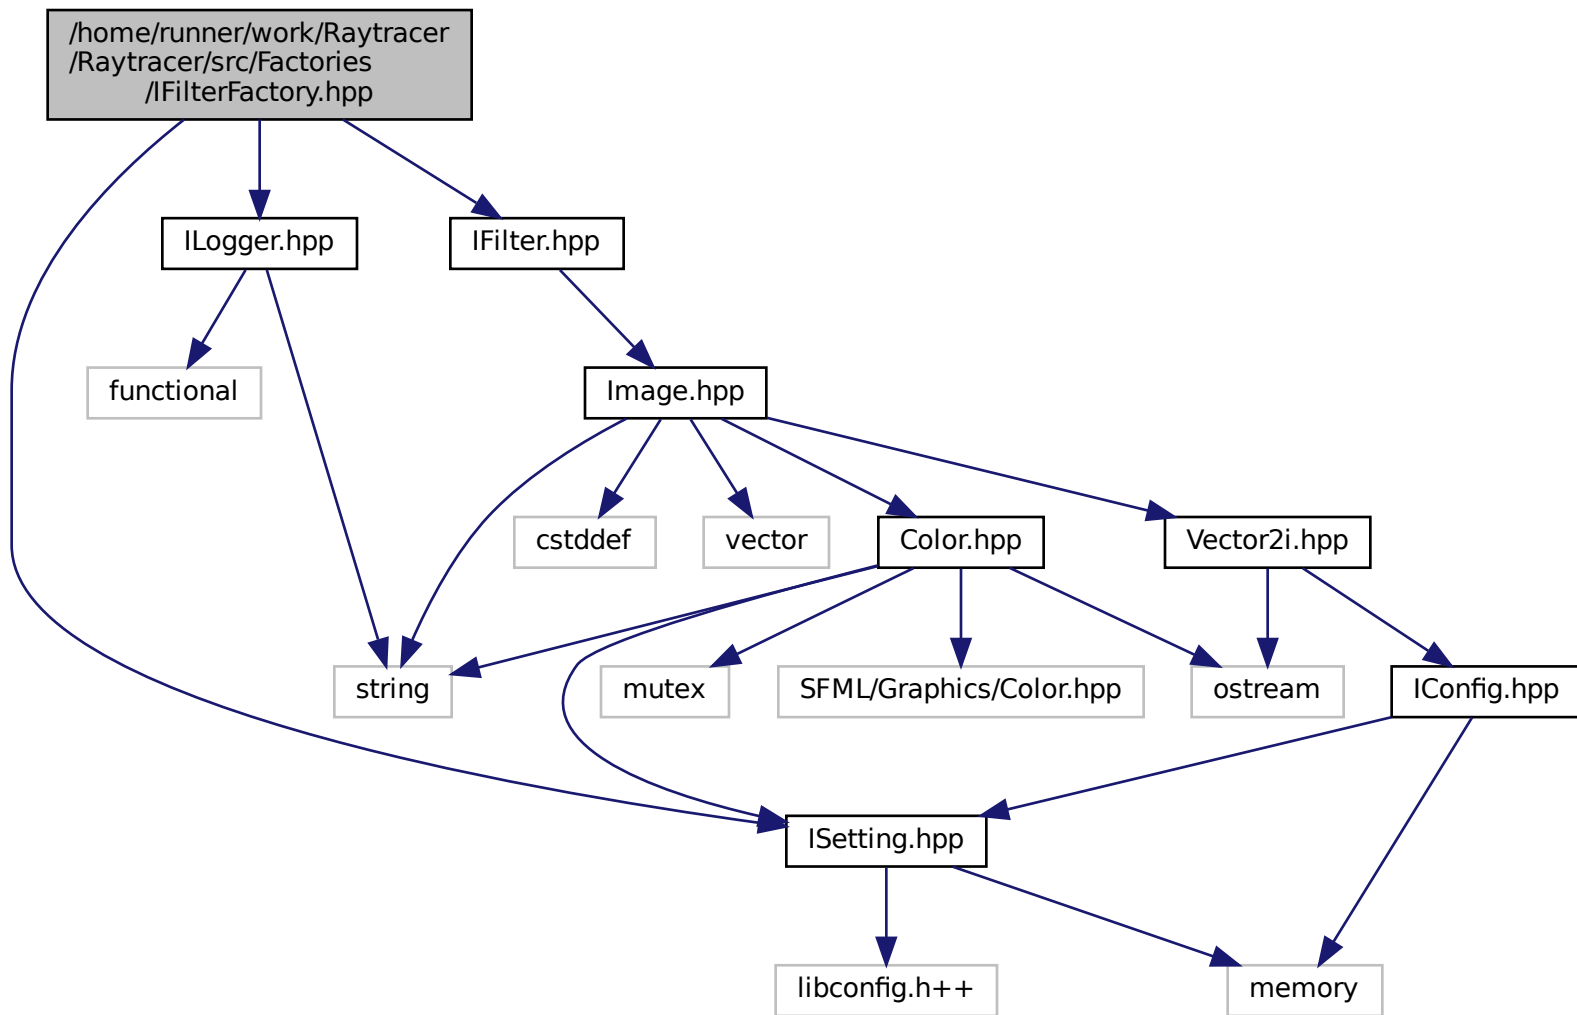 /home/runner/work/Raytracer
/Raytracer/src/Factories
/IFilterFactory.hpp
ILogger.hpp
IFilter.hpp
functional
Image.hpp
cstddef
vector
Color.hpp
Vector2i.hpp
string
mutex
SFML/Graphics/Color.hpp
ostream
IConfig.hpp
ISetting.hpp
libconfig.h++
memory